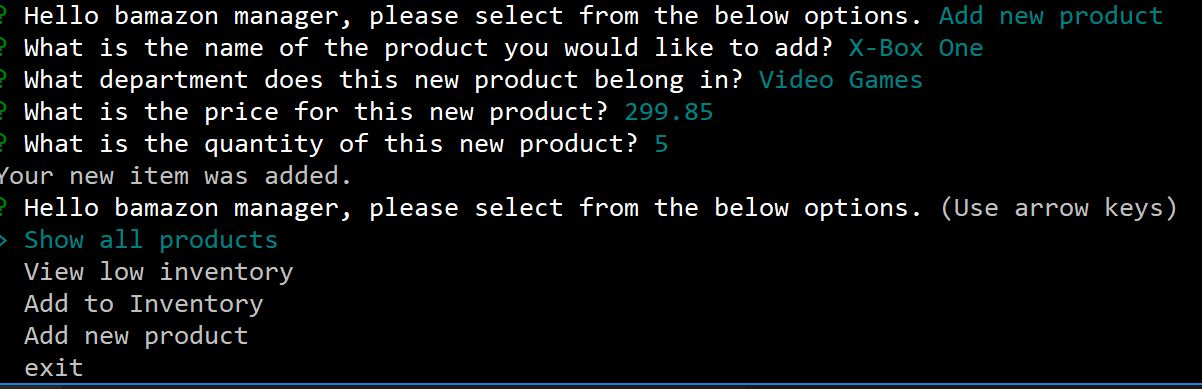 ? Hello bamazon manager, please select from the below options. Add new product
? What is the name of the product you would like to add? X-Box One
? What department does this new product belong in? Video Games
? What is the price for this new product? 299.85
? What is the quantity of this new product? 5
Your new item was added.
? Hello bamazon manager, please select from the below options. (Use arrow keys)
> Show all products
View low inventory
Add to Inventory
Add new product
exit